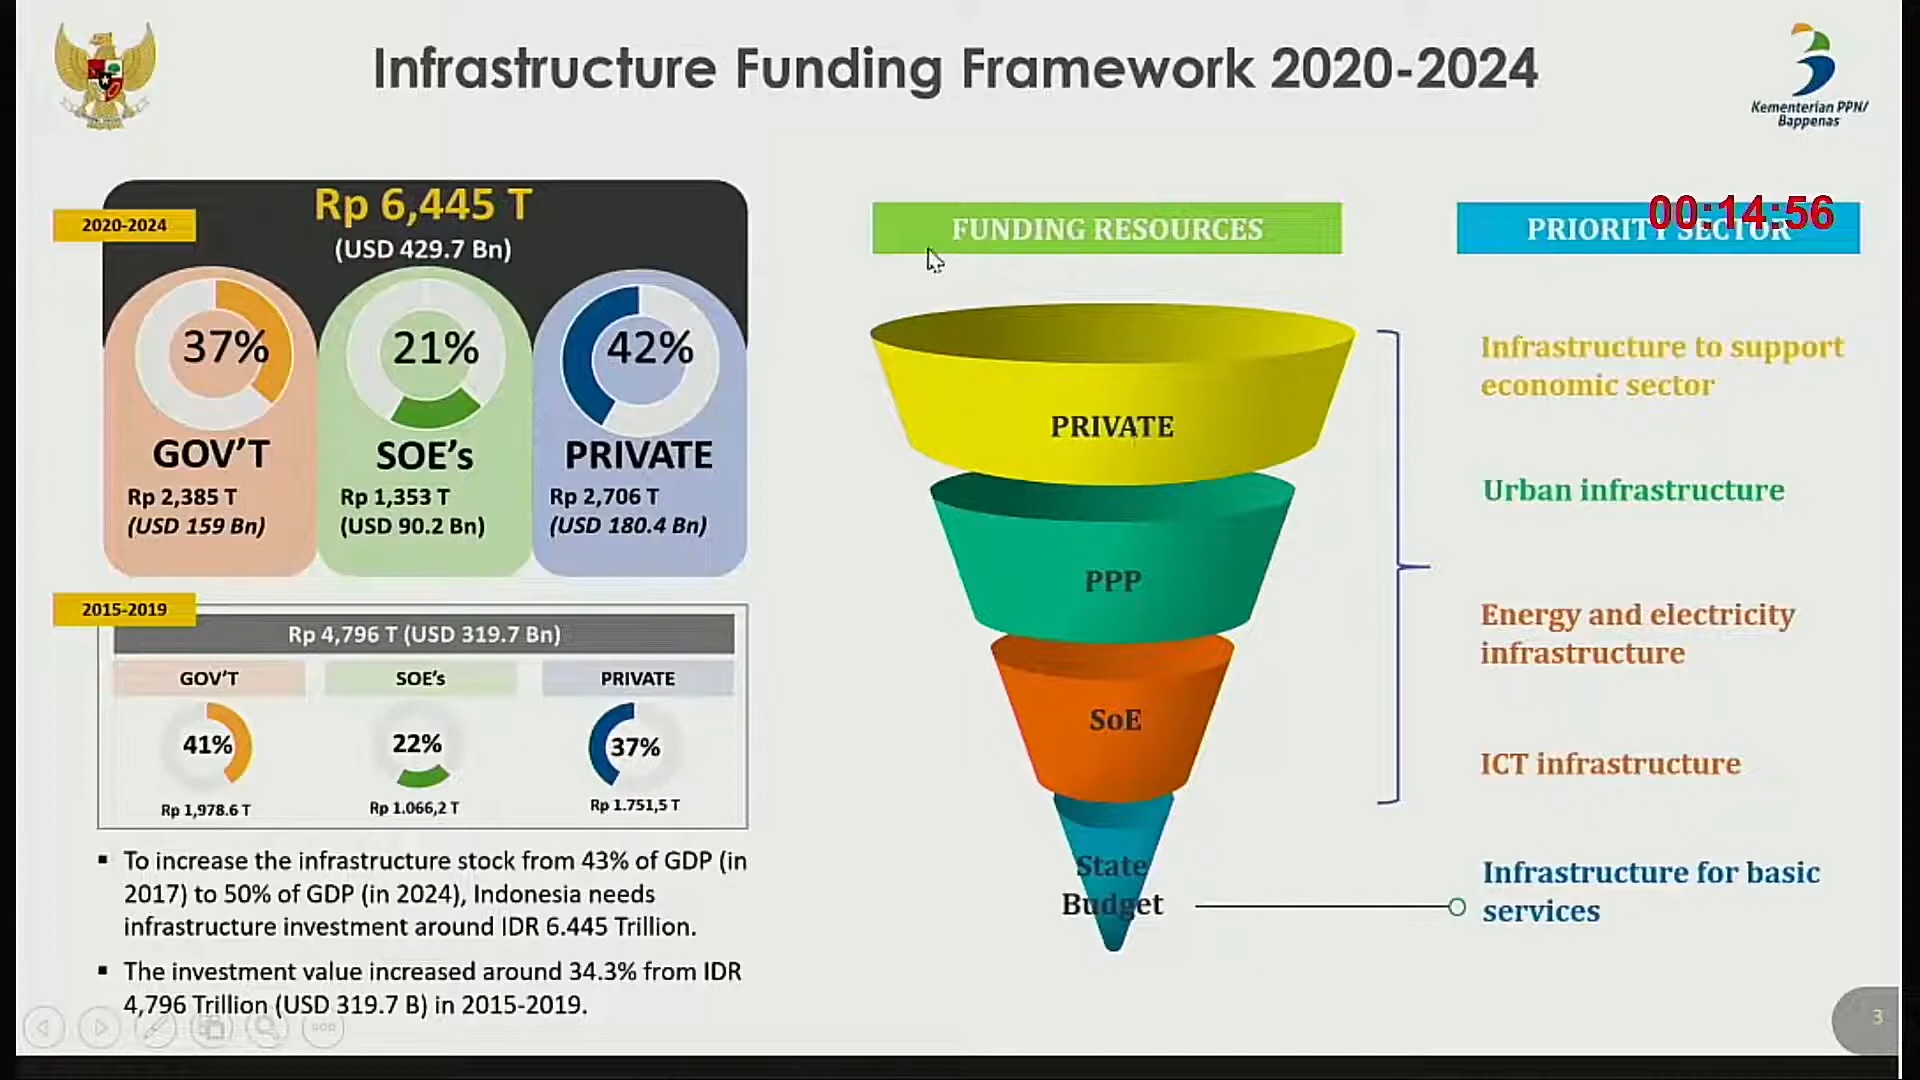 Infrastructure Funding Framework 2020-2024
Kementerian PPN/
Bappenas
2020-2024
Rp 6,445 T
(USD 429.7 Bn)
37%
21%
42%
GOV'T
SOE's
PRIVATE
Rp 2,385 T
(USD 159 Bn)
Rp 1,353 T
(USD 90.2 Bn)
Rp 2,706 T
(USD 180.4 Bn)
2015-2019
Rp 4,796 T (USD 319.7 Bn)
GOV'T
SOE's
PRIVATE
41%
22%
37%
Rp 1,978.6 T
Rp 1.066,2 T
Rp 1.751,5 T
▪ To increase the infrastructure stock from 43% of GDP (in
2017) to 50% of GDP (in 2024), Indonesia needs
infrastructure investment around IDR 6.445 Trillion.
▪ The investment value increased around 34.3% from IDR
4,796 Trillion (USD 319.7 B) in 2015-2019.
FUNDING RESOURCES
PRIVATE
PPP
SoE
State
Budget
00:14:56
PRIORITY SECTOR
Infrastructure to support
economic sector
Urban infrastructure
Energy and electricity
infrastructure
ICT infrastructure
Infrastructure for basic
services
3